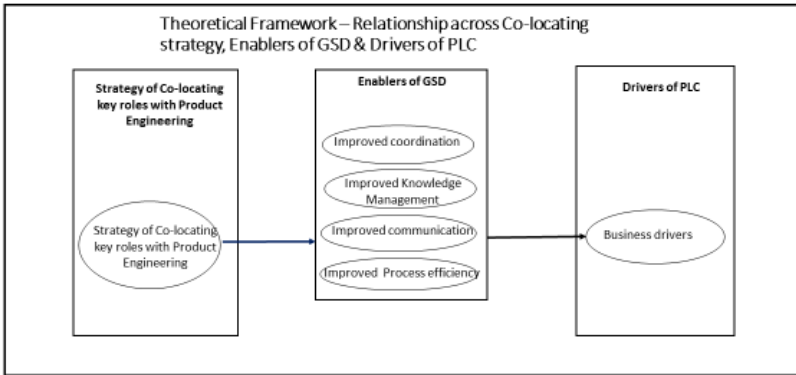 Theoretical Framework – Relationship across Co-locating
strategy, Enablers of GSD & Drivers of PLC
Strategy of Co-locating
key roles with Product
Engineering
Strategy of Co-locating
key roles with Product
Engineering
Enablers of GSD
Improved coordination
Improved Knowledge
Management
Improved communication
Improved Process efficiency
Drivers of PLC
Business drivers